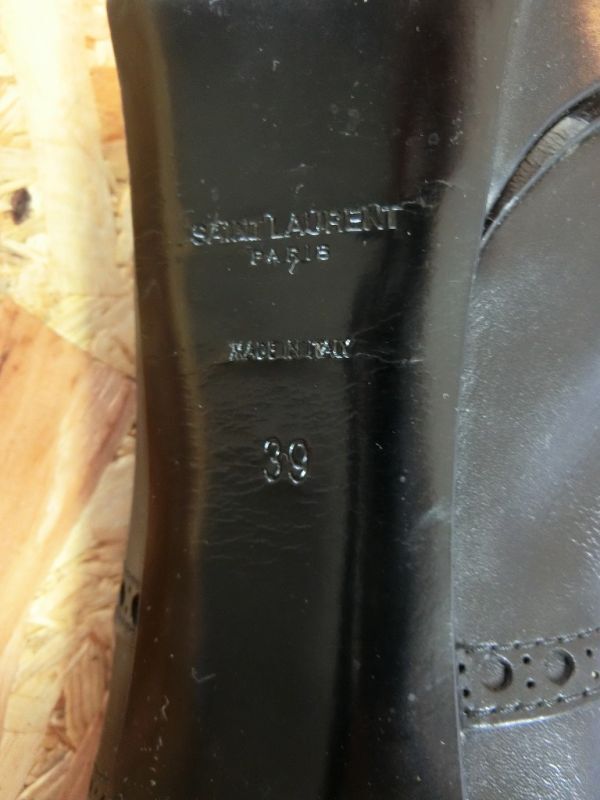 SAINT LAURENT
PARIS
MADE IN ITALY
39